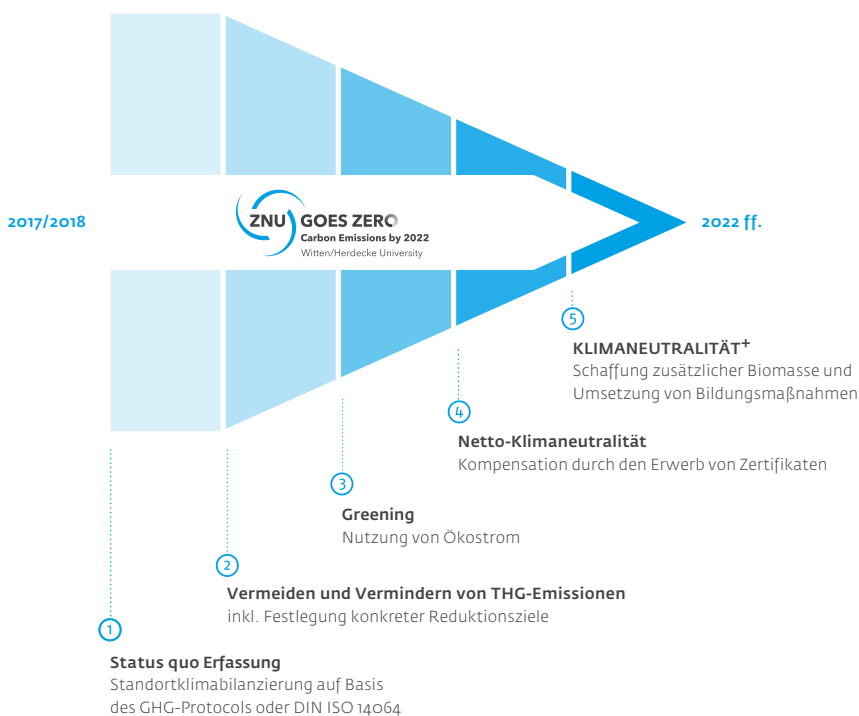 2017/2018
ZNU GOES ZERO
Carbon Emissions by 2022
Witten/Herdecke University
2022 ff.
5
KLIMANEUTRALITÄT+
Schaffung zusätzlicher Biomasse und
Umsetzung von Bildungsmaßnahmen
4
Netto-Klimaneutralität
Kompensation durch den Erwerb von Zertifikaten
3
Greening
Nutzung von Ökostrom
2
Vermeiden und Vermindern von THG-Emissionen
inkl. Festlegung konkreter Reduktionsziele
1
Status quo Erfassung
Standortklimabilanzierung auf Basis
des GHG-Protocols oder DIN ISO 14064